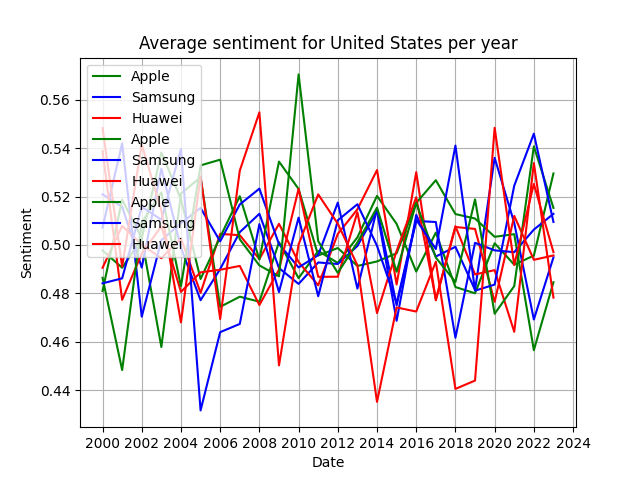 Average sentiment for United States per year
Apple
Samsung
Huawei
Apple
Samsung
Huawei
Apple
Samsung
Huawei
0.56
0.54
0.52
0.50
0.48
0.46
0.44
Sentiment
2000 2002 2004 2006 2008 2010 2012 2014 2016 2018 2020 2022 2024
Date